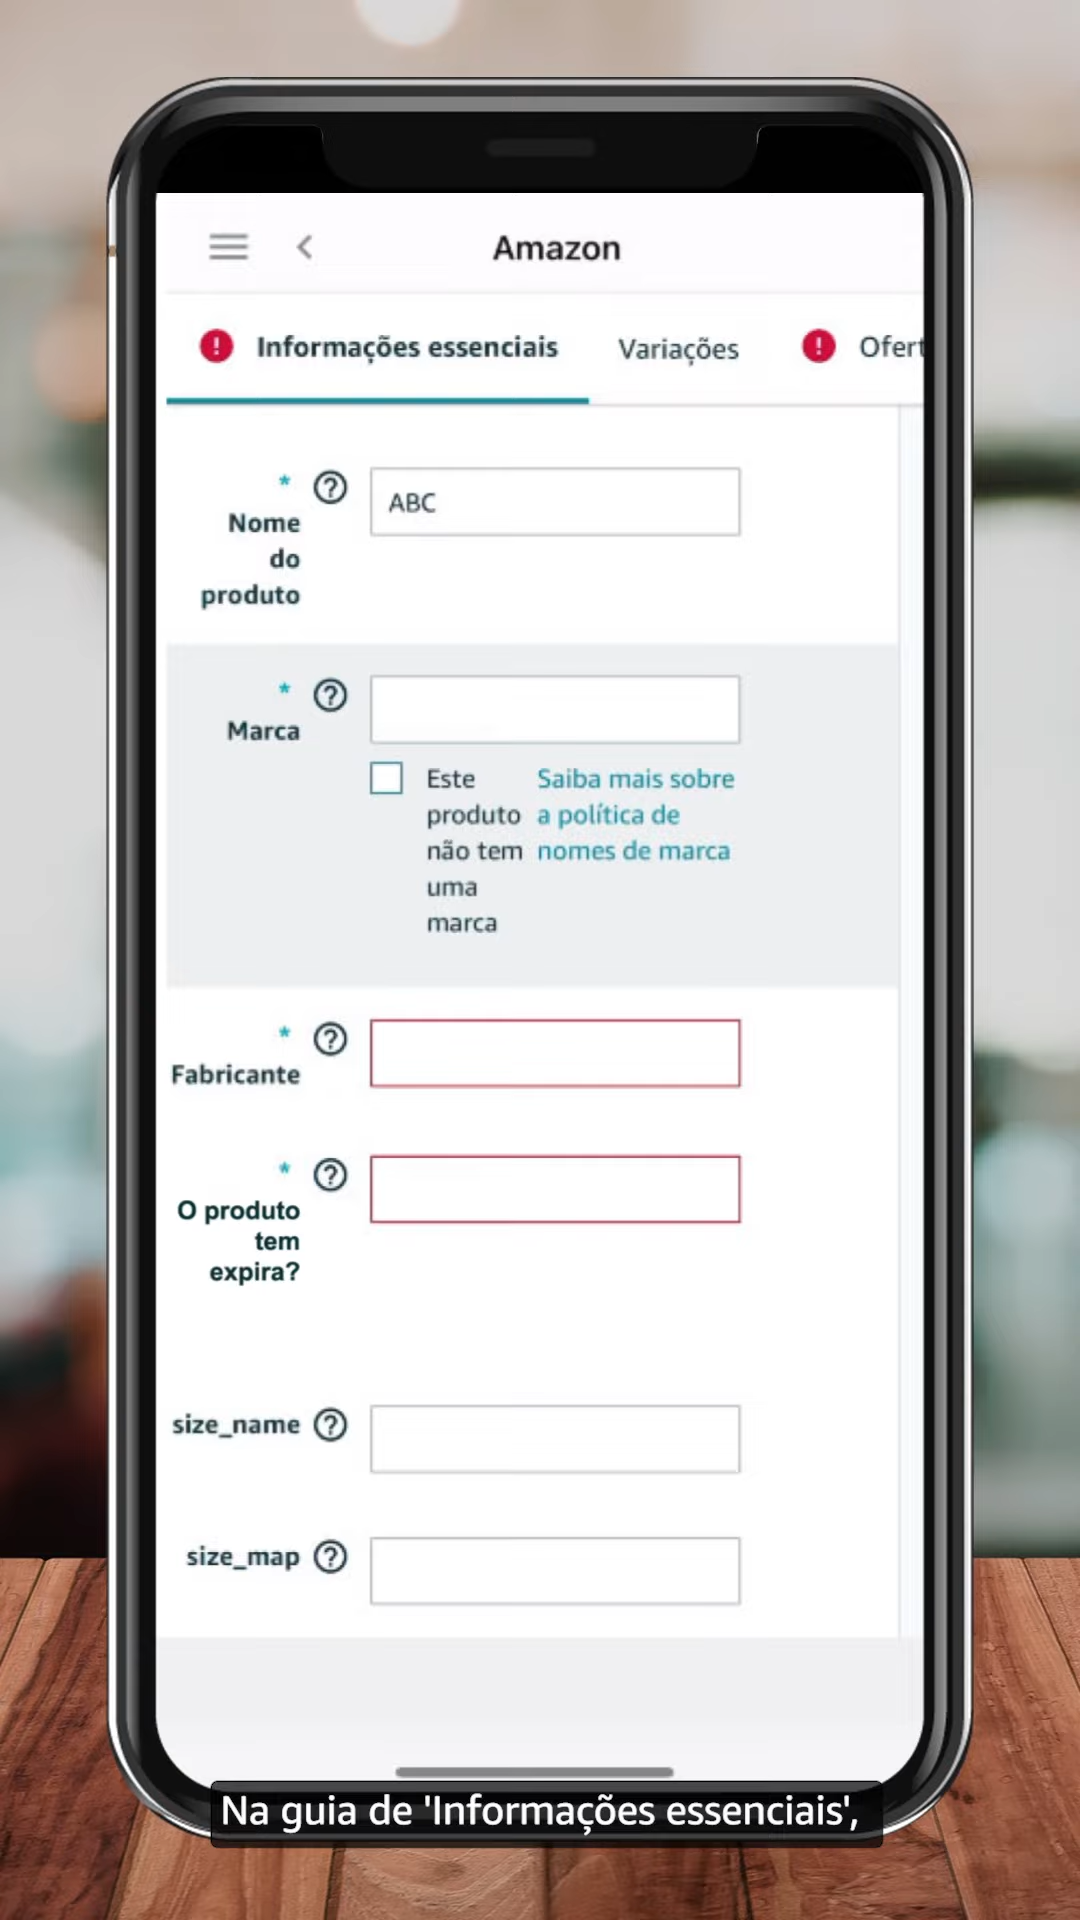 Amazon
Informações essenciais
Variações
Ofert
* Nome
do
produto
ABC
* Marca
Este
produto
não tem
uma
marca
Saiba mais sobre
a política de
nomes de marca
* Fabricante
* O produto
tem
expira?
size_name
size_map
Na guia de 'Informações essenciais',